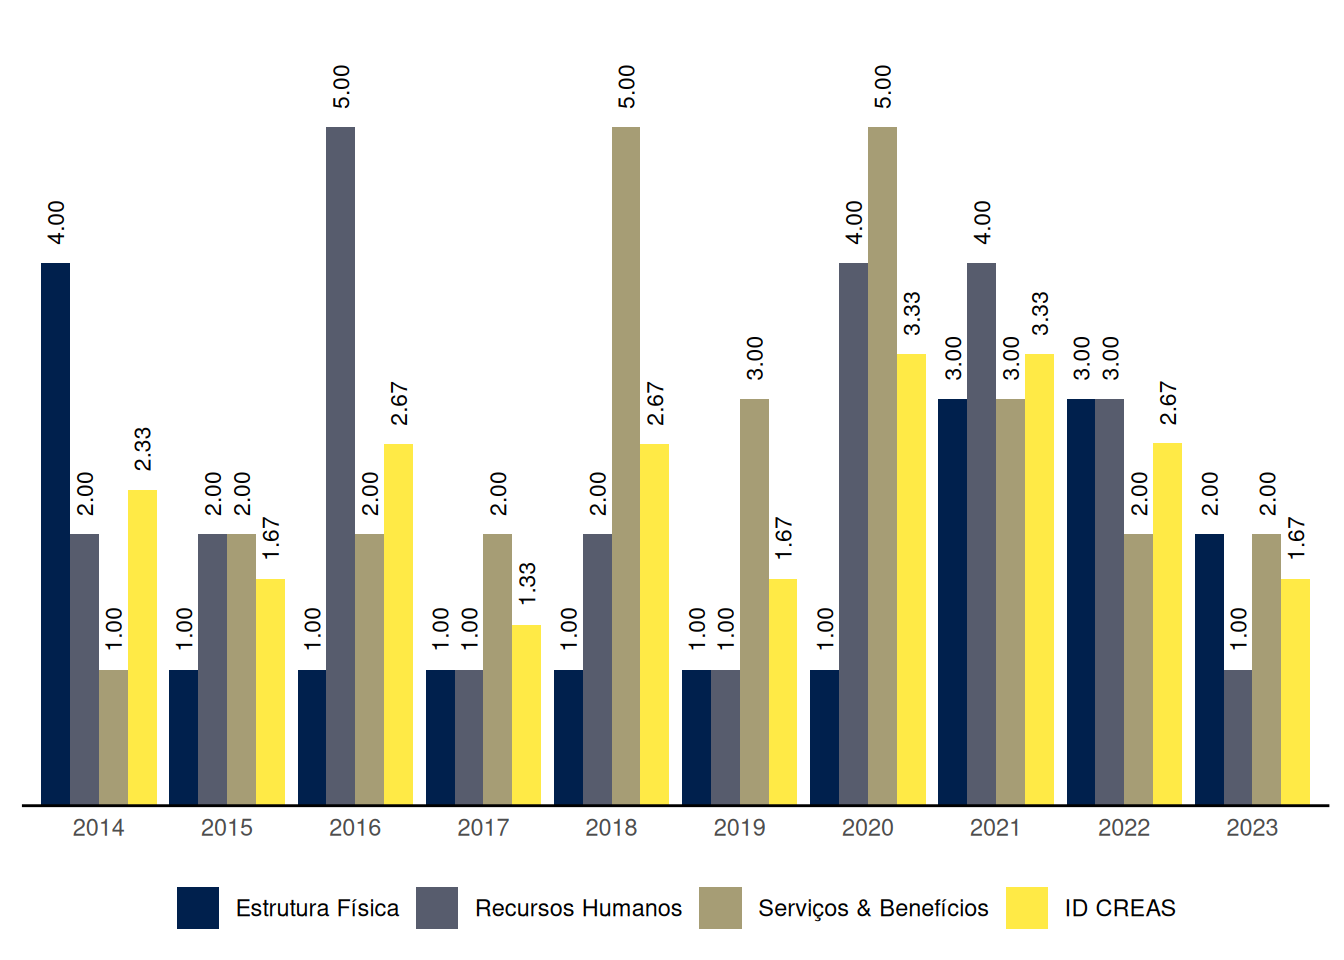 4.00 2.00 1.00 2.33
1.00 2.00 2.00 1.67
1.00 5.00 2.00 2.67
1.00 1.00 2.00 1.33
1.00 2.00 5.00 2.67
1.00 1.00 3.00 1.67
1.00 4.00 5.00 3.33
3.00 4.00 3.00 3.33
3.00 3.00 2.00 2.67
2.00 1.00 2.00 1.67
2014 2015 2016 2017 2018 2019 2020 2021 2022 2023
Estrutura Física Recursos Humanos Serviços & Benefícios ID CREAS